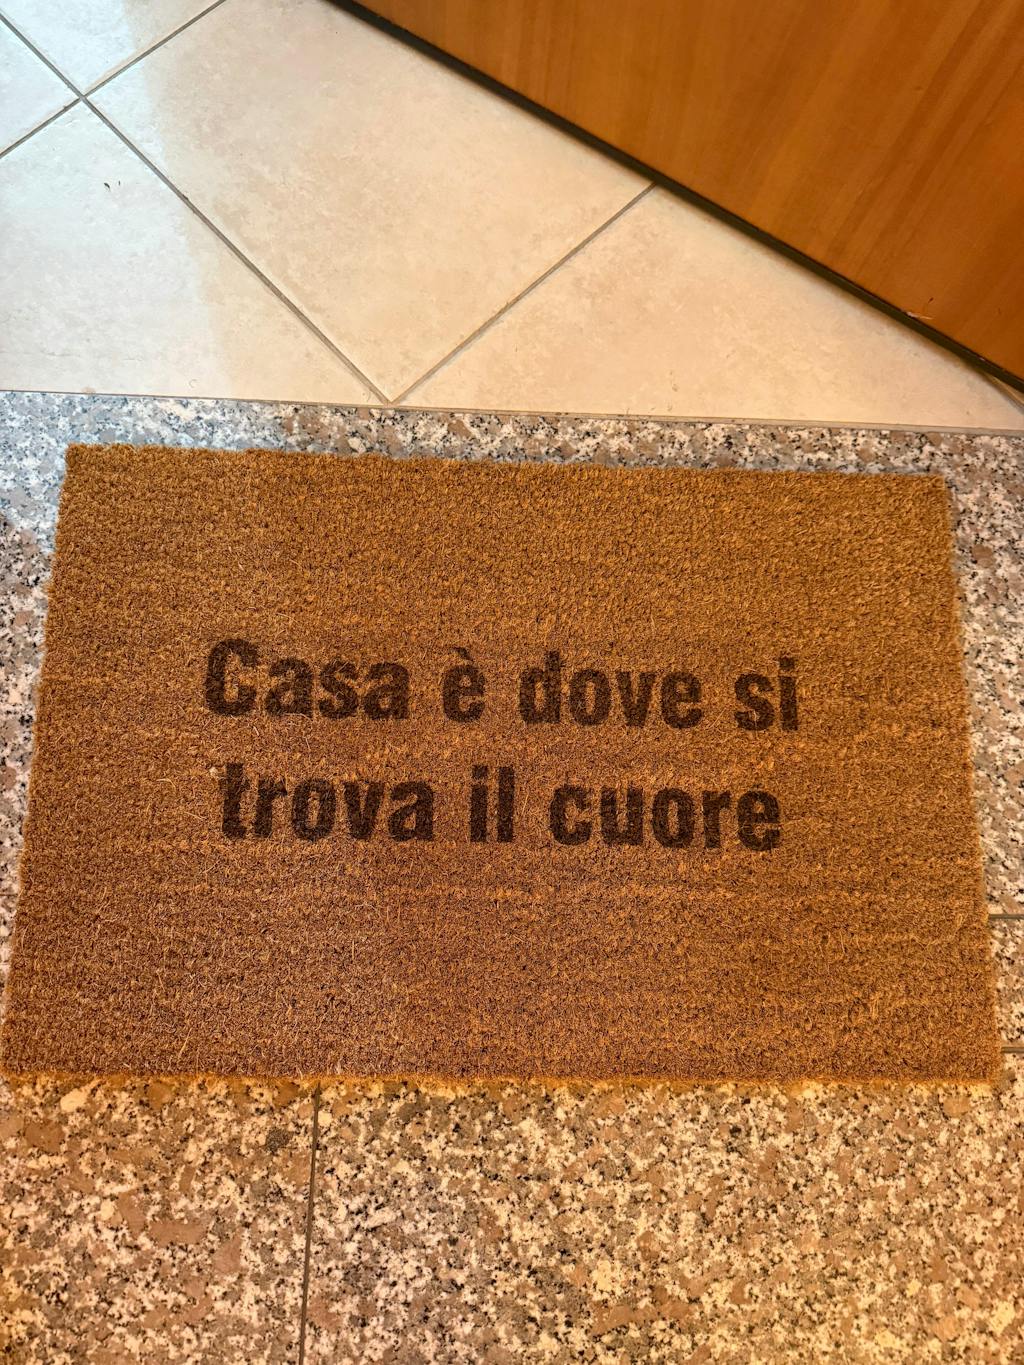 Casa è dove si
trova il cuore